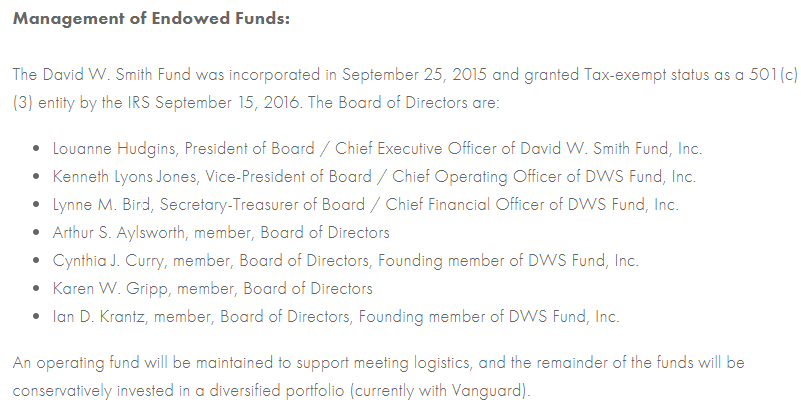 Management of Endowed Funds:
The David W. Smith Fund was incorporated in September 25, 2015 and granted Tax-exempt status as a 501(c)
(3) entity by the IRS September 15, 2016. The Board of Directors are:
• Louanne Hudgins, President of Board / Chief Executive Officer of David W. Smith Fund, Inc.
• Kenneth Lyons Jones, Vice-President of Board / Chief Operating Officer of DWS Fund, Inc.
• Lynne M. Bird, Secretary-Treasurer of Board / Chief Financial Officer of DWS Fund, Inc.
• Arthur S. Aylsworth, member, Board of Directors
• Cynthia J. Curry, member, Board of Directors, Founding member of DWS Fund, Inc.
• Karen W. Gripp, member, Board of Directors
• Ian D. Krantz, member, Board of Directors, Founding member of DWS Fund, Inc.
An operating fund will be maintained to support meeting logistics, and the remainder of the funds will be
conservatively invested in a diversified portfolio (currently with Vanguard).